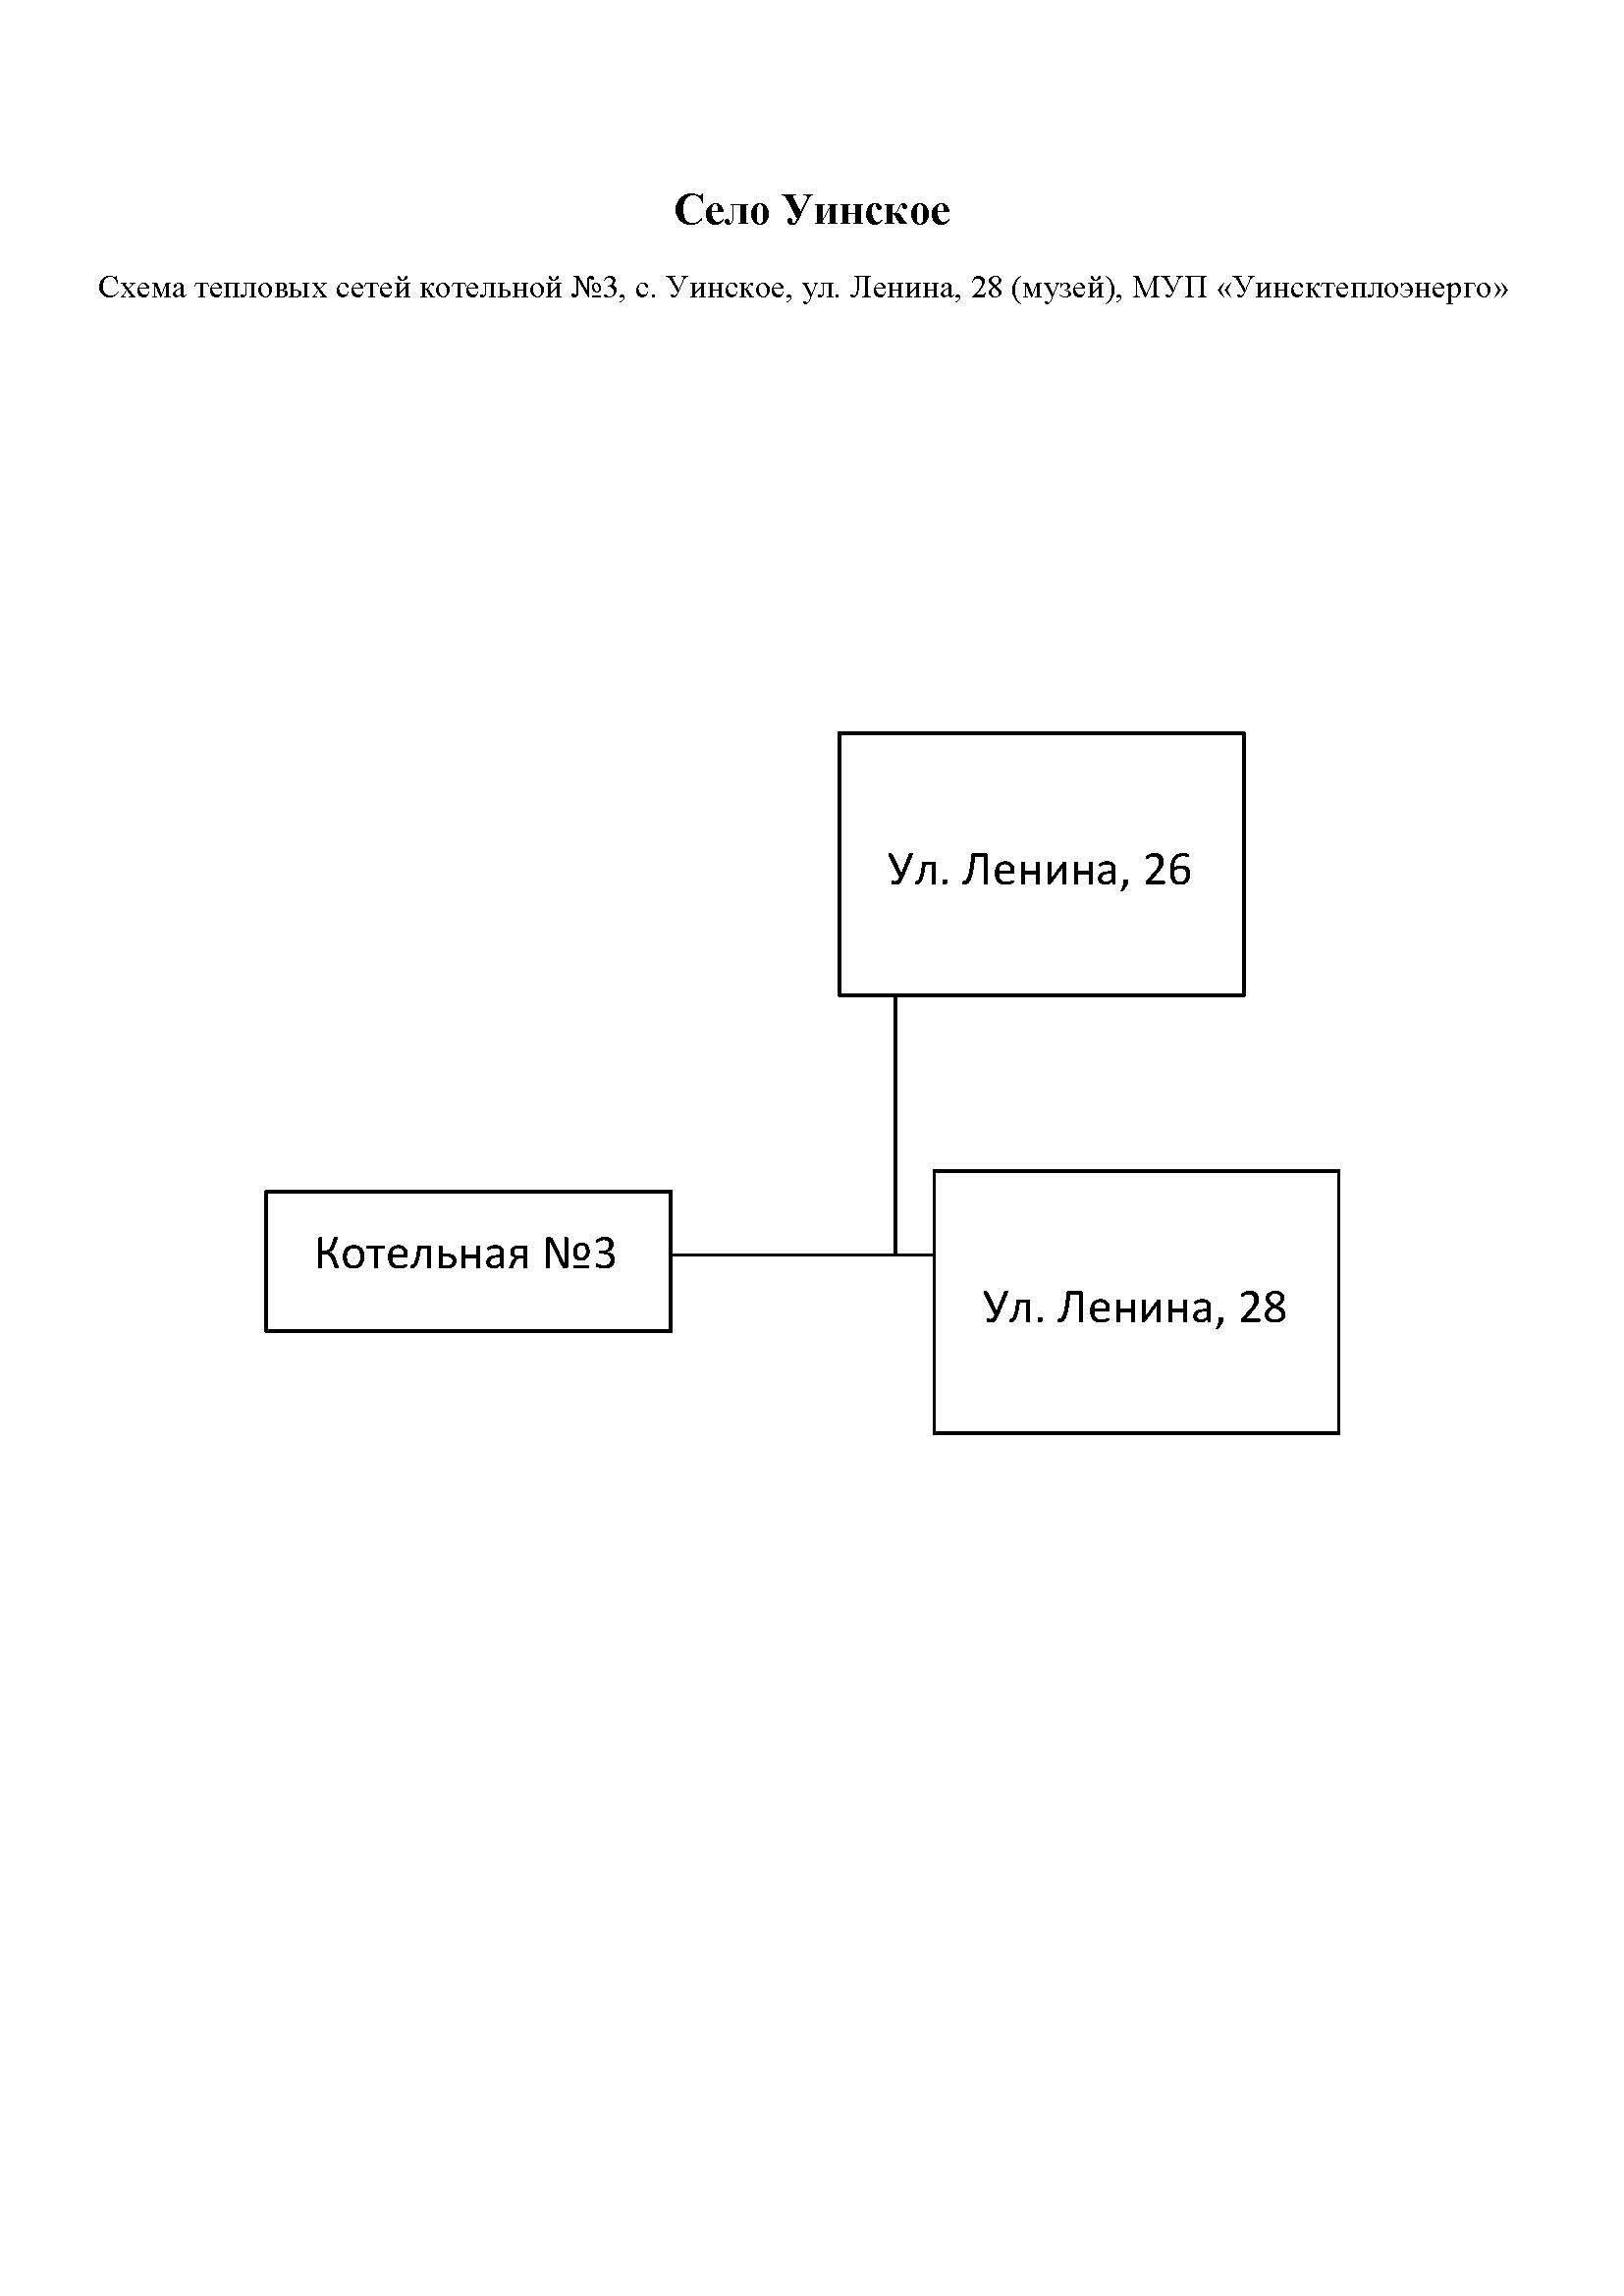 Село Уинское
Схема тепловых сетей котельной №3, с. Уинское, ул. Ленина, 28 (музей), МУП «Уинсктеплоэнерго»
Ул. Ленина, 26
Котельная №3
Ул. Ленина, 28